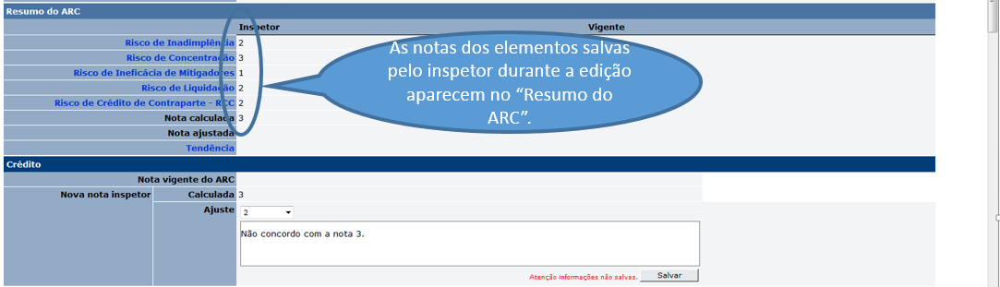 Resumo do ARC
Inspetor Vigente
Risco de Inadimplência 2
Risco de Concentração 3
Risco de Ineficácia de Mitigadores 1
Risco de Liquidação 2
Risco de Crédito de Contraparte - RCC 2
Nota calculada 3
Nota ajustada
Tendência
As notas dos elementos salvas
pelo inspetor durante a edição
aparecem no “Resumo do
ARC”.
Crédito
Nota vigente do ARC
Nova nota inspetor Calculada 3
Ajuste 2
Não concordo com a nota 3.
Atenção informações não salvas. Salvar